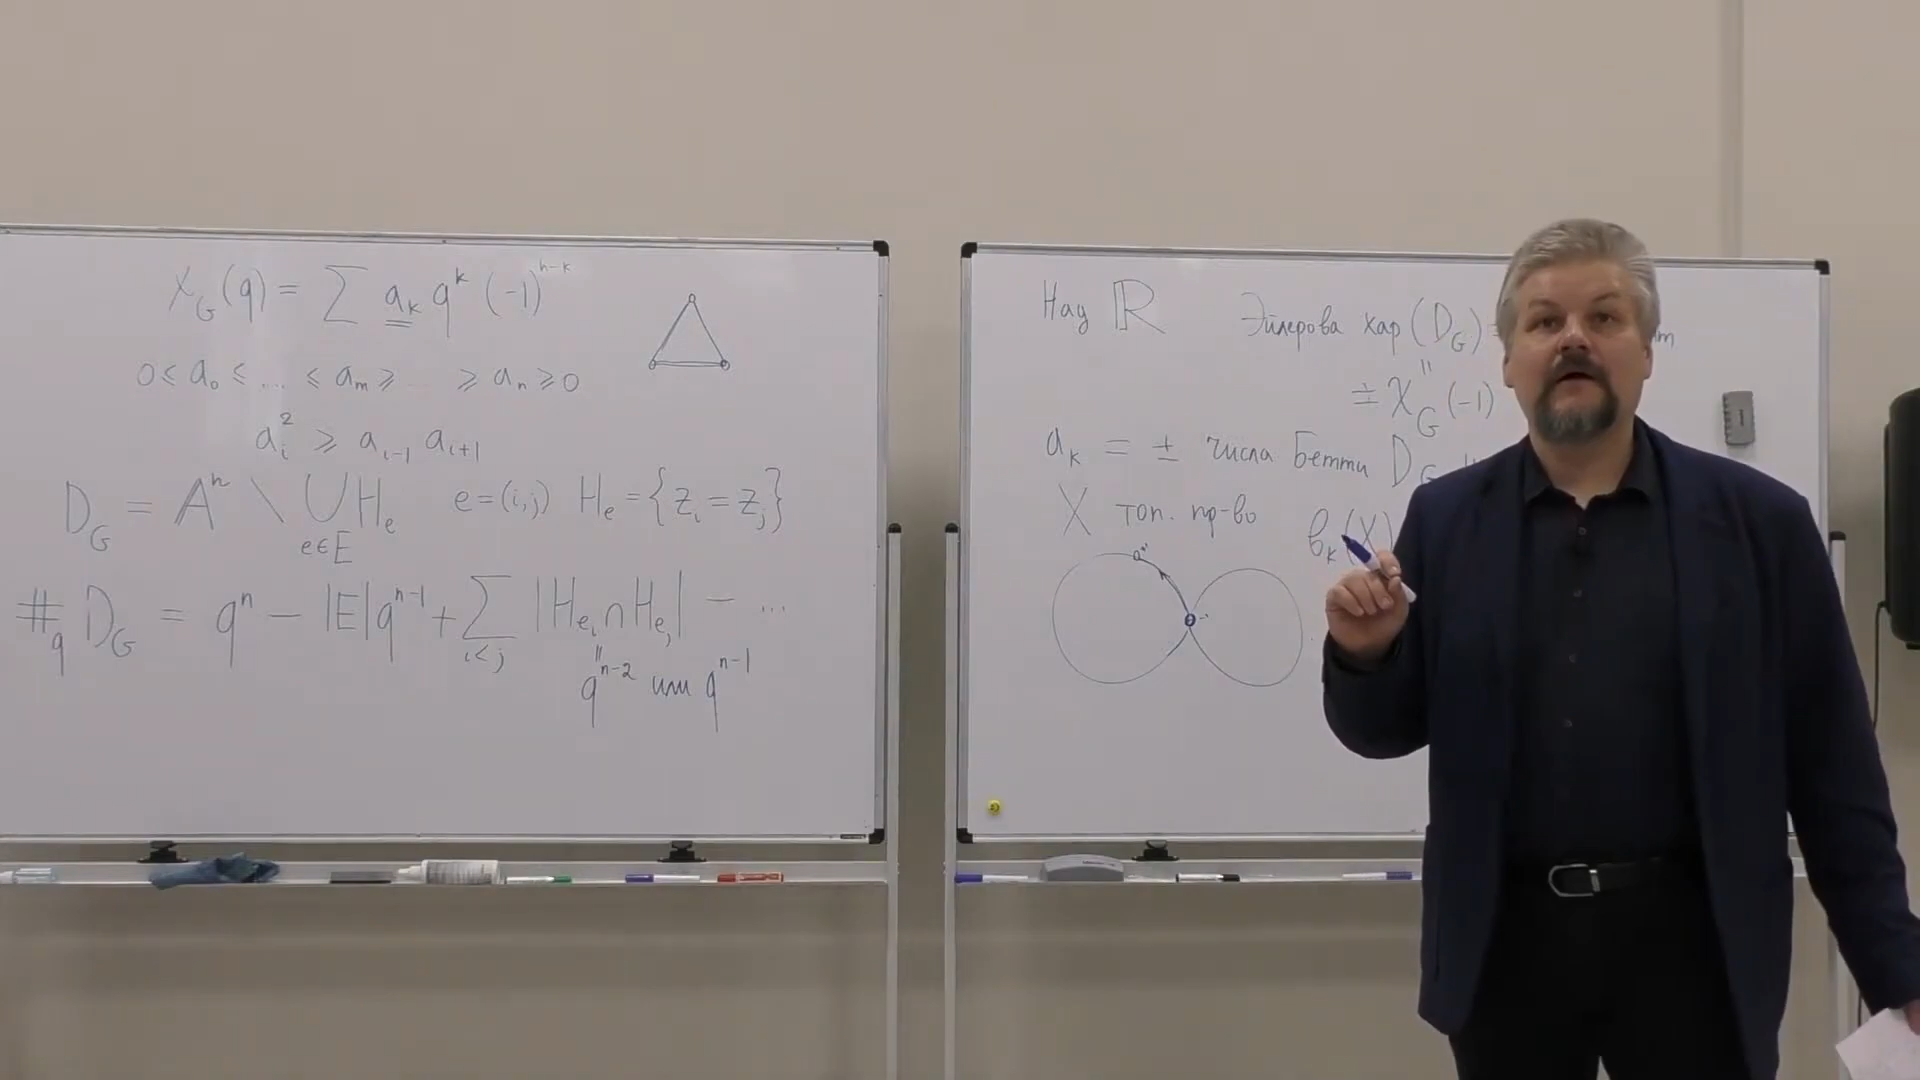 χ_G(q) = Σ a_k q^k (-1)^{n-k}
0 ≤ a_0 ≤ ... ≤ a_m ≥ ... ≥ a_n ≥ 0
a_i^2 ≥ a_{i-1} a_{i+1}
D_G = A^n \ ⋃_{e∈E} H_e   e=(i,j)   H_e = {z_i = z_j}
#_q D_G = q^n - |E| q^{n-1} + Σ_{i<j} |H_{e_i} ∩ H_{e_j}| - ...
" q^{n-2} или q^{n-1}
Над ℝ   Эйлерова хар (D_G) =
"
= ± χ_G(-1)
a_k = ± числа Бетти D_G
X топ. пр-во   b_k(X)